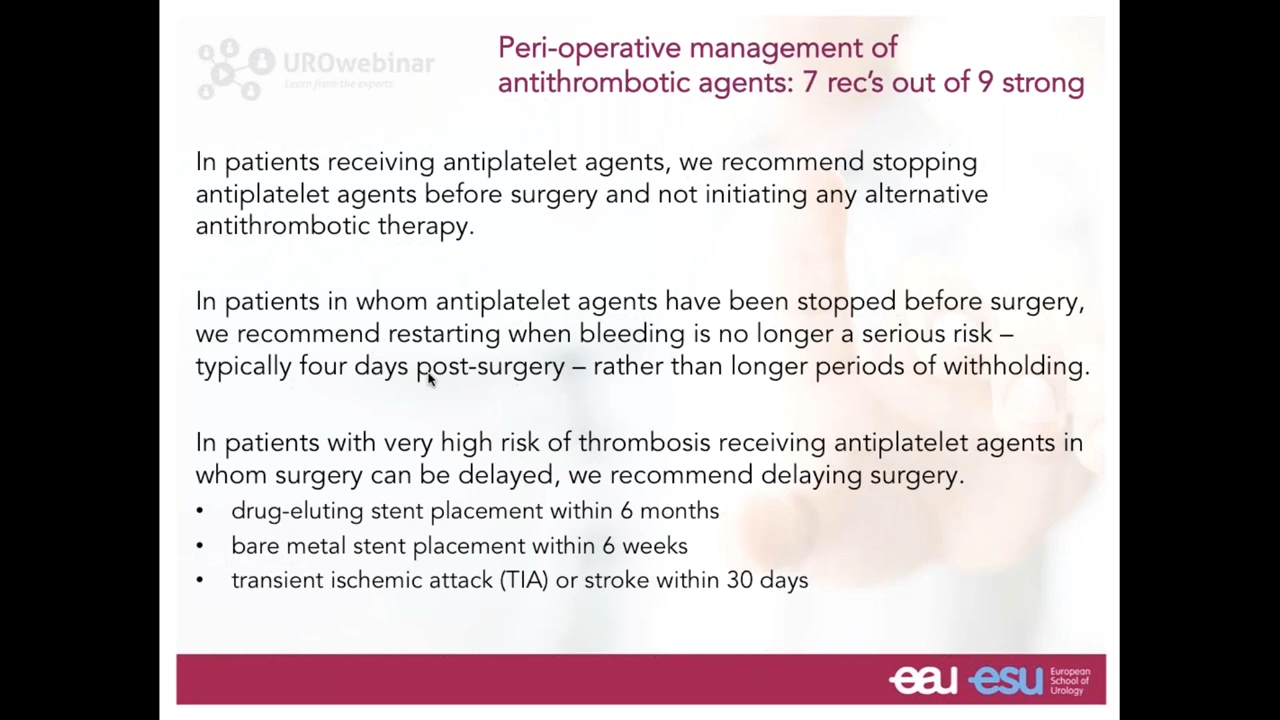 UROwebinar
Learn from the experts
Peri-operative management of
antithrombotic agents: 7 rec's out of 9 strong
In patients receiving antiplatelet agents, we recommend stopping
antiplatelet agents before surgery and not initiating any alternative
antithrombotic therapy.
In patients in whom antiplatelet agents have been stopped before surgery,
we recommend restarting when bleeding is no longer a serious risk –
typically four days post-surgery – rather than longer periods of withholding.
In patients with very high risk of thrombosis receiving antiplatelet agents in
whom surgery can be delayed, we recommend delaying surgery.
• drug-eluting stent placement within 6 months
• bare metal stent placement within 6 weeks
• transient ischemic attack (TIA) or stroke within 30 days
eau esu
European
School of
Urology